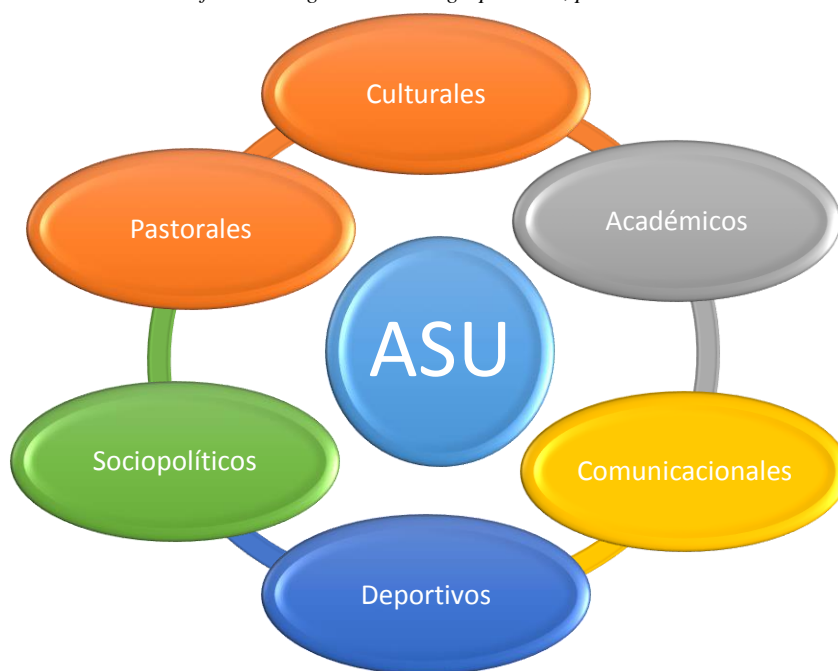 Culturales
Académicos
Pastorales
ASU
Sociopolíticos
Comunicacionales
Deportivos